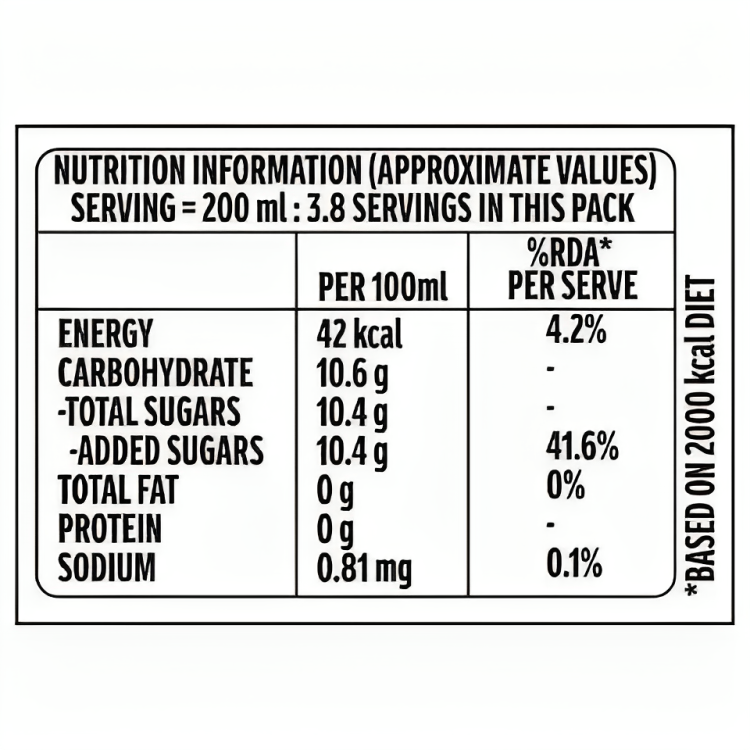 NUTRITION INFORMATION (APPROXIMATE VALUES)
SERVING = 200 ml : 3.8 SERVINGS IN THIS PACK
PER 100ml %RDA* PER SERVE
ENERGY 42 kcal 4.2%
CARBOHYDRATE 10.6 g -
-TOTAL SUGARS 10.4 g -
-ADDED SUGARS 10.4 g 41.6%
TOTAL FAT 0 g 0%
PROTEIN 0 g -
SODIUM 0.81 mg 0.1%
*BASED ON 2000 kcal DIET